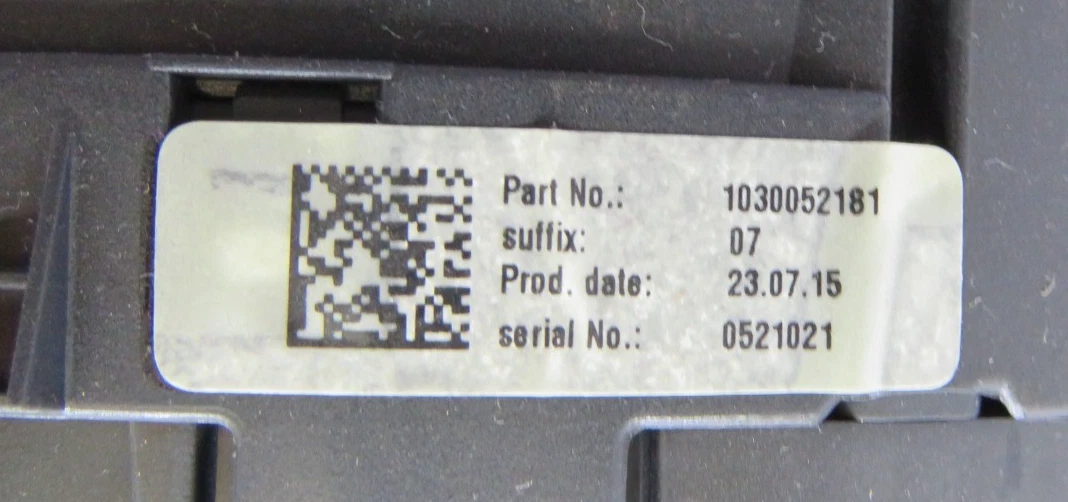 Part No.: 1030052181
suffix: 07
Prod. date: 23.07.15
serial No.: 0521021